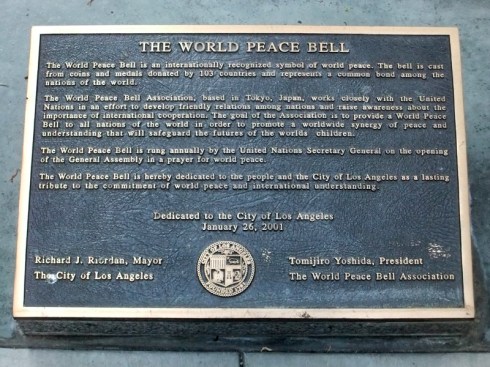 THE WORLD PEACE BELL
The World Peace Bell is an internationally recognized symbol of world peace. The bell is cast
from coins and medals donated by 103 countries and represents a common bond among the
nations of the world.
The World Peace Bell Association, based in Tokyo, Japan, works closely with the United
Nations in an effort to develop friendly relations among nations and raise awareness about the
importance of international cooperation. The goal of the Association is to provide a World Peace
Bell to all nations of the world in order to promote a worldwide synergy of peace and
understanding that will safeguard the futures of the worlds' children.
The World Peace Bell is rung annually by the United Nations Secretary General on the opening
of the General Assembly in a prayer for world peace.
The World Peace Bell is hereby dedicated to the people and the City of Los Angeles as a lasting
tribute to the commitment of world peace and international understanding.
Dedicated to the City of Los Angeles
January 26, 2001
Richard J. Riordan, Mayor
The City of Los Angeles
CITY OF LOS ANGELES
FOUNDED 1781
Tomijiro Yoshida, President
The World Peace Bell Association